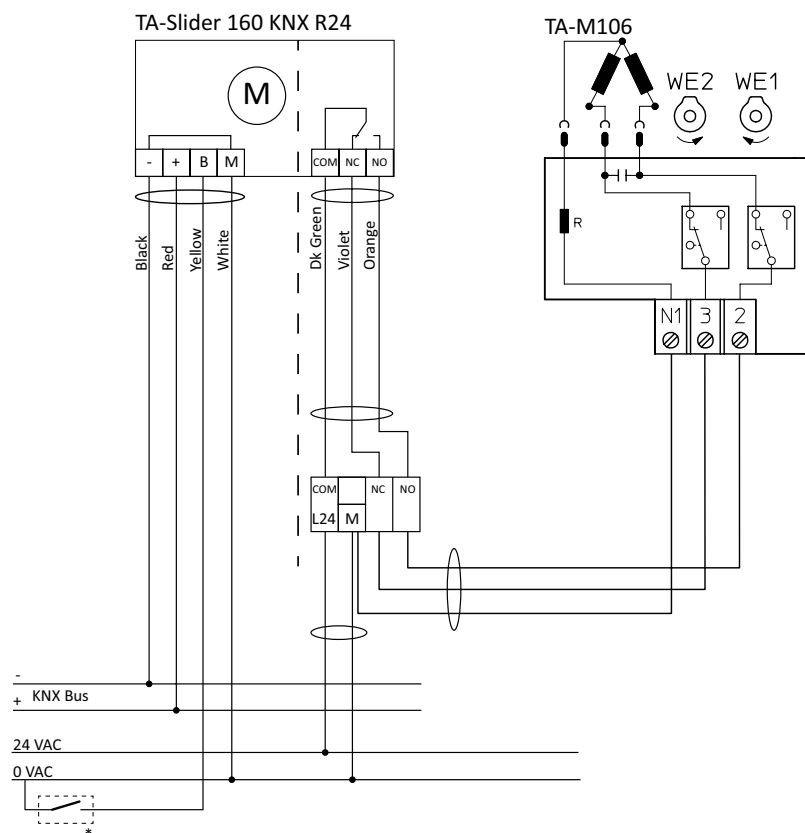 TA-Slider 160 KNX R24
TA-M106
M
WE2 WE1
- + B M
COM NC NO
R
Black
Red
Yellow
White
Dk Green
Violet
Orange
N1 3 2
COM NC NO
L24 M
-
+ KNX Bus
24 VAC
0 VAC
*